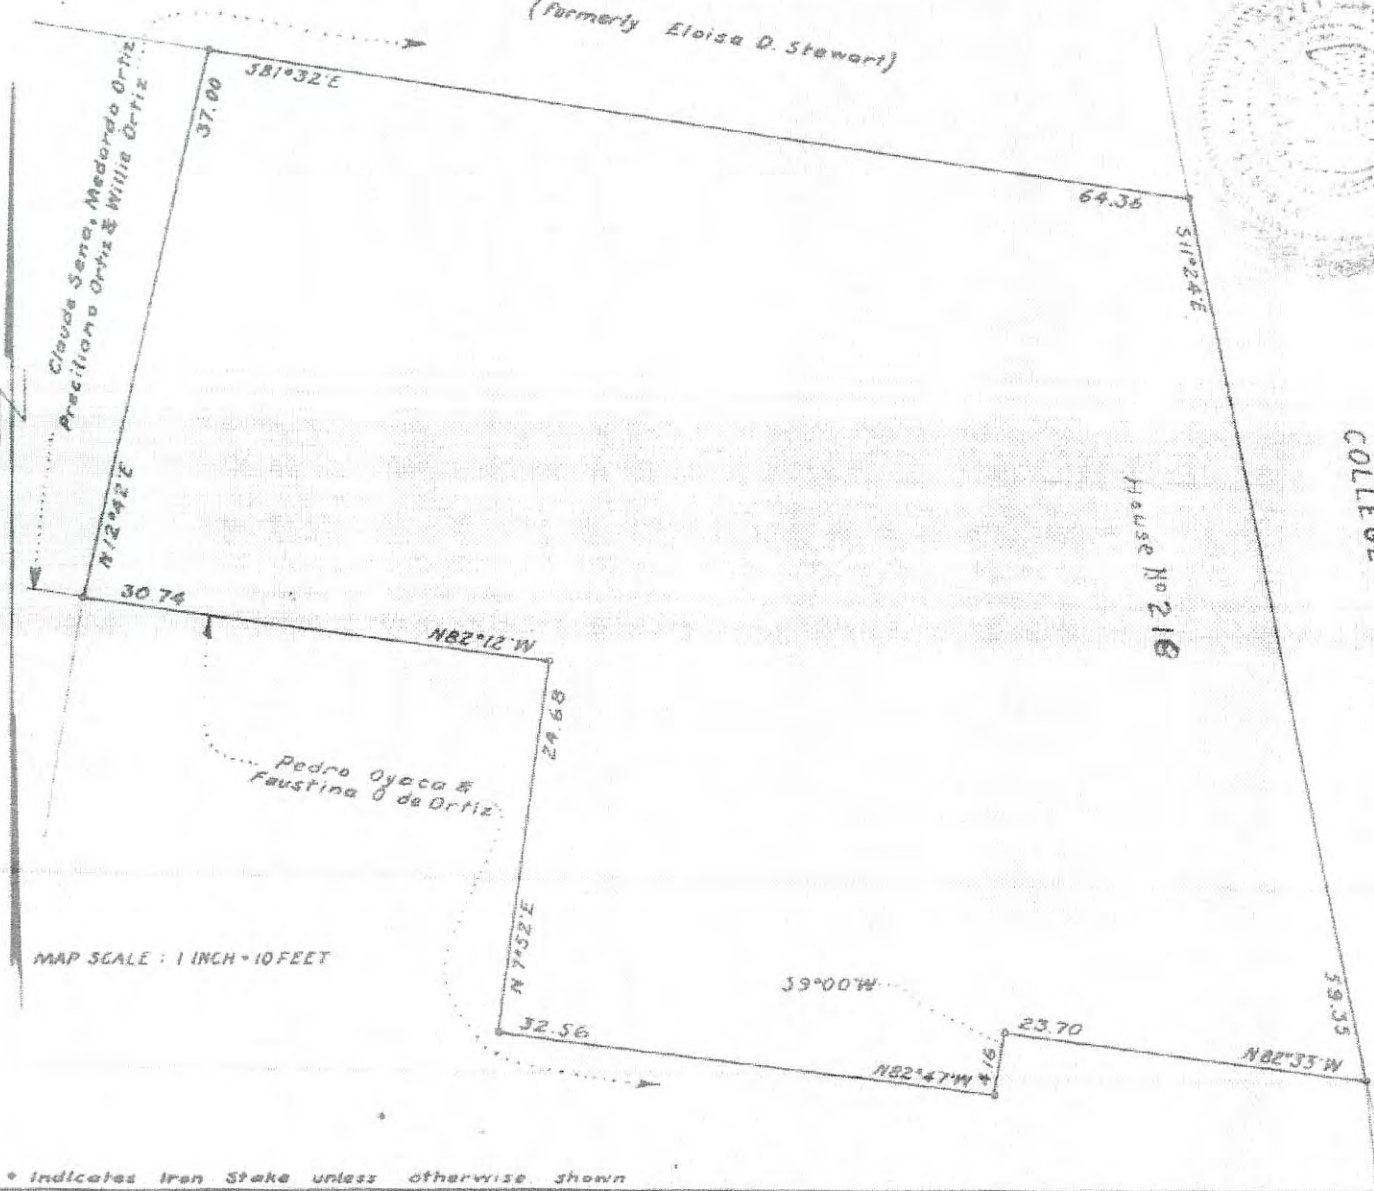 (formerly Eloisa D. Stewart)
S81°32'E
37.00
64.36
Claude Sena, Medardo Ortiz
Preciliano Ortiz & Willie Ortiz
S11°24'E
COLLEGE
House No 216
N12°42'E
30.74
N82°12'W
24.68
Pedro Oyaca &
Faustina O de Ortiz
N 7°52'E
MAP SCALE : 1 INCH = 10 FEET
S9°00'W
59.35
32.56
23.70
N82°47'W
4.16
N82°33'W
• Indicates Iron Stake unless otherwise shown